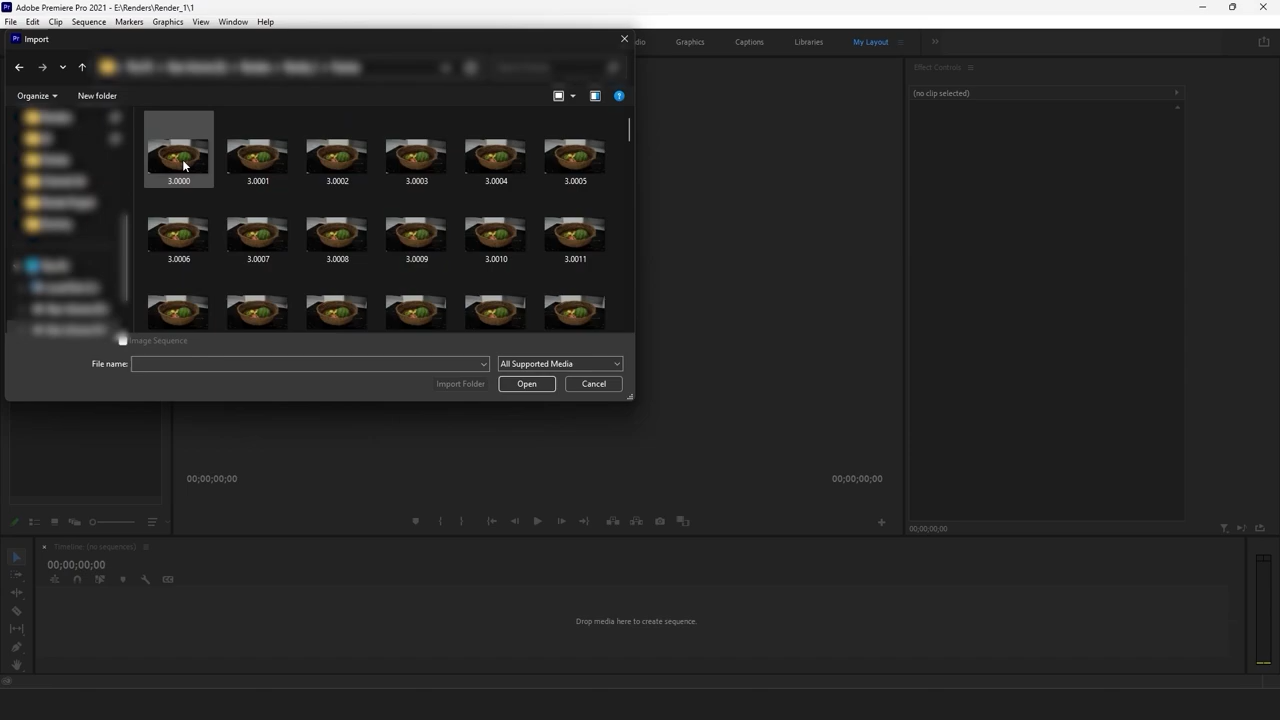 Adobe Premiere Pro 2021 - E:\Renders\Render_1\1
File Edit Clip Sequence Markers Graphics View Window Help
Import
Graphics Captions Libraries My Layout
Effect Controls
Organize New folder
(no clip selected)
3.0000 3.0001 3.0002 3.0003 3.0004 3.0005
3.0006 3.0007 3.0008 3.0009 3.0010 3.0011
Image Sequence
File name: All Supported Media
Import Folder Open Cancel
00;00;00;00 00;00;00;00
00;00;00;00
Timeline: (no sequences)
00;00;00;00
Drop media here to create sequence.